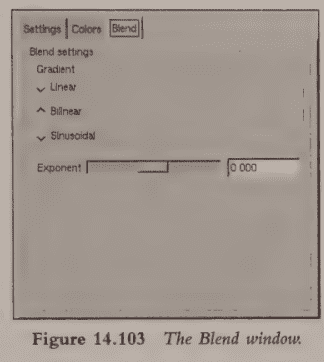 Settings Colors Blend
Blend settings
Gradient
Linear
Bilinear
Sinusoidal
Exponent 0.000
Figure 14.103 The Blend window.